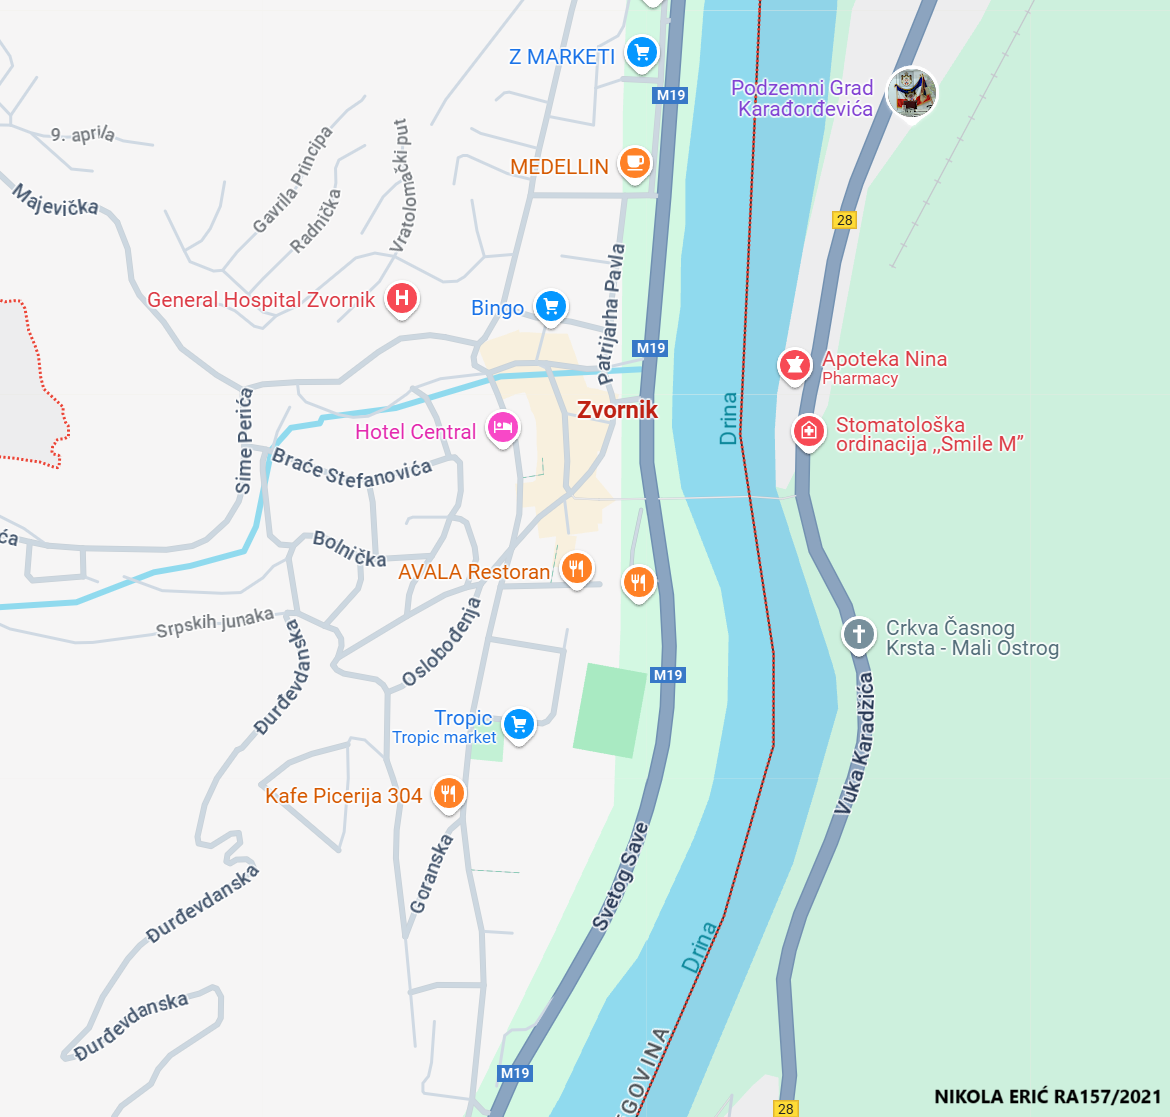 Z MARKETI
M19
Podzemni Grad
Karađorđevića
9. aprila
Gavrila Principa
Radnička
Vratolomački put
MEDELLIN
Majevička
28
General Hospital Zvornik
Bingo
Patrijarha Pavla
M19
Apoteka Nina
Pharmacy
Zvornik
Drina
Stomatološka
ordinacija ,,Smile M”
Hotel Central
Sime Perića
Braće Stefanovića
ća
Bolnička
AVALA Restoran
Srpskih junaka
Oslobođenja
Đurđevdanska
Crkva Časnog
Krsta - Mali Ostrog
M19
Vuka Karadžića
Tropic
Tropic market
Kafe Picerija 304
Goranska
Svetog Save
Đurđevdanska
Drina
Đurđevdanska
EGOVINA
M19
NIKOLA ERIĆ RA157/2021
28